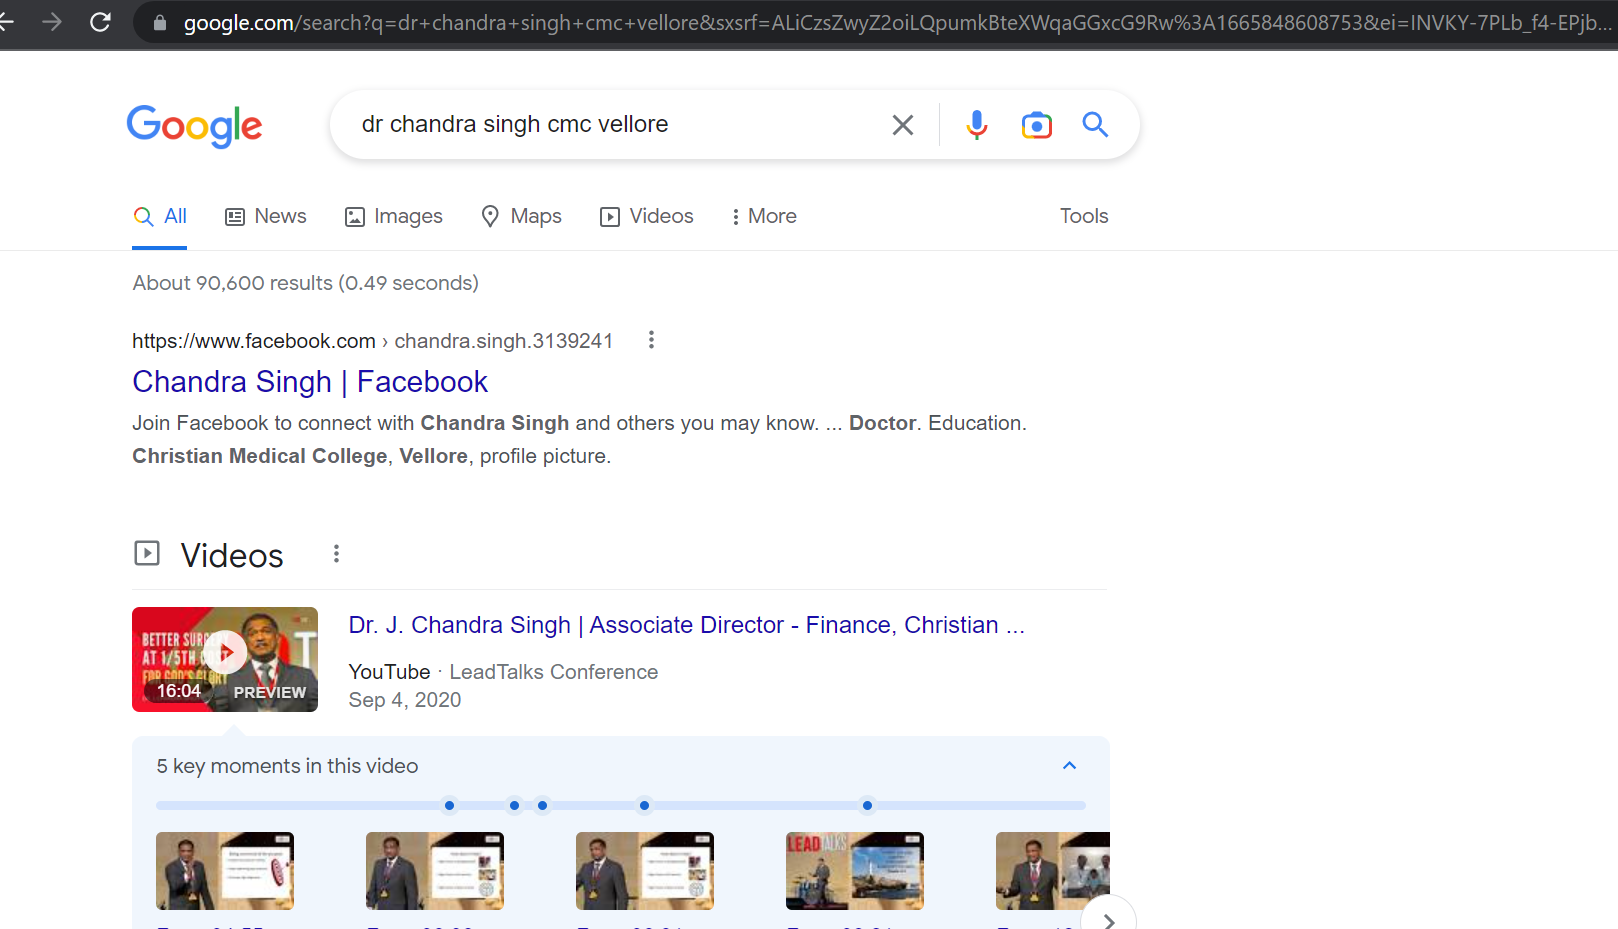 google.com/search?q=dr+chandra+singh+cmc+vellore&sxsrf=ALiCzsZwyZ2oiLQpumkBteXWqaGGxcG9Rw%3A1665848608753&ei=INVKY-7PLb_f4-EPjb...
Google
dr chandra singh cmc vellore
All News Images Maps Videos More Tools
About 90,600 results (0.49 seconds)
https://www.facebook.com › chandra.singh.3139241
Chandra Singh | Facebook
Join Facebook to connect with Chandra Singh and others you may know. ... Doctor. Education.
Christian Medical College, Vellore, profile picture.
Videos
BETTER
AT 1/5TH
FOR GOD'S GLORY
16:04 PREVIEW
Dr. J. Chandra Singh | Associate Director - Finance, Christian ...
YouTube · LeadTalks Conference
Sep 4, 2020
5 key moments in this video
LEADTALKS